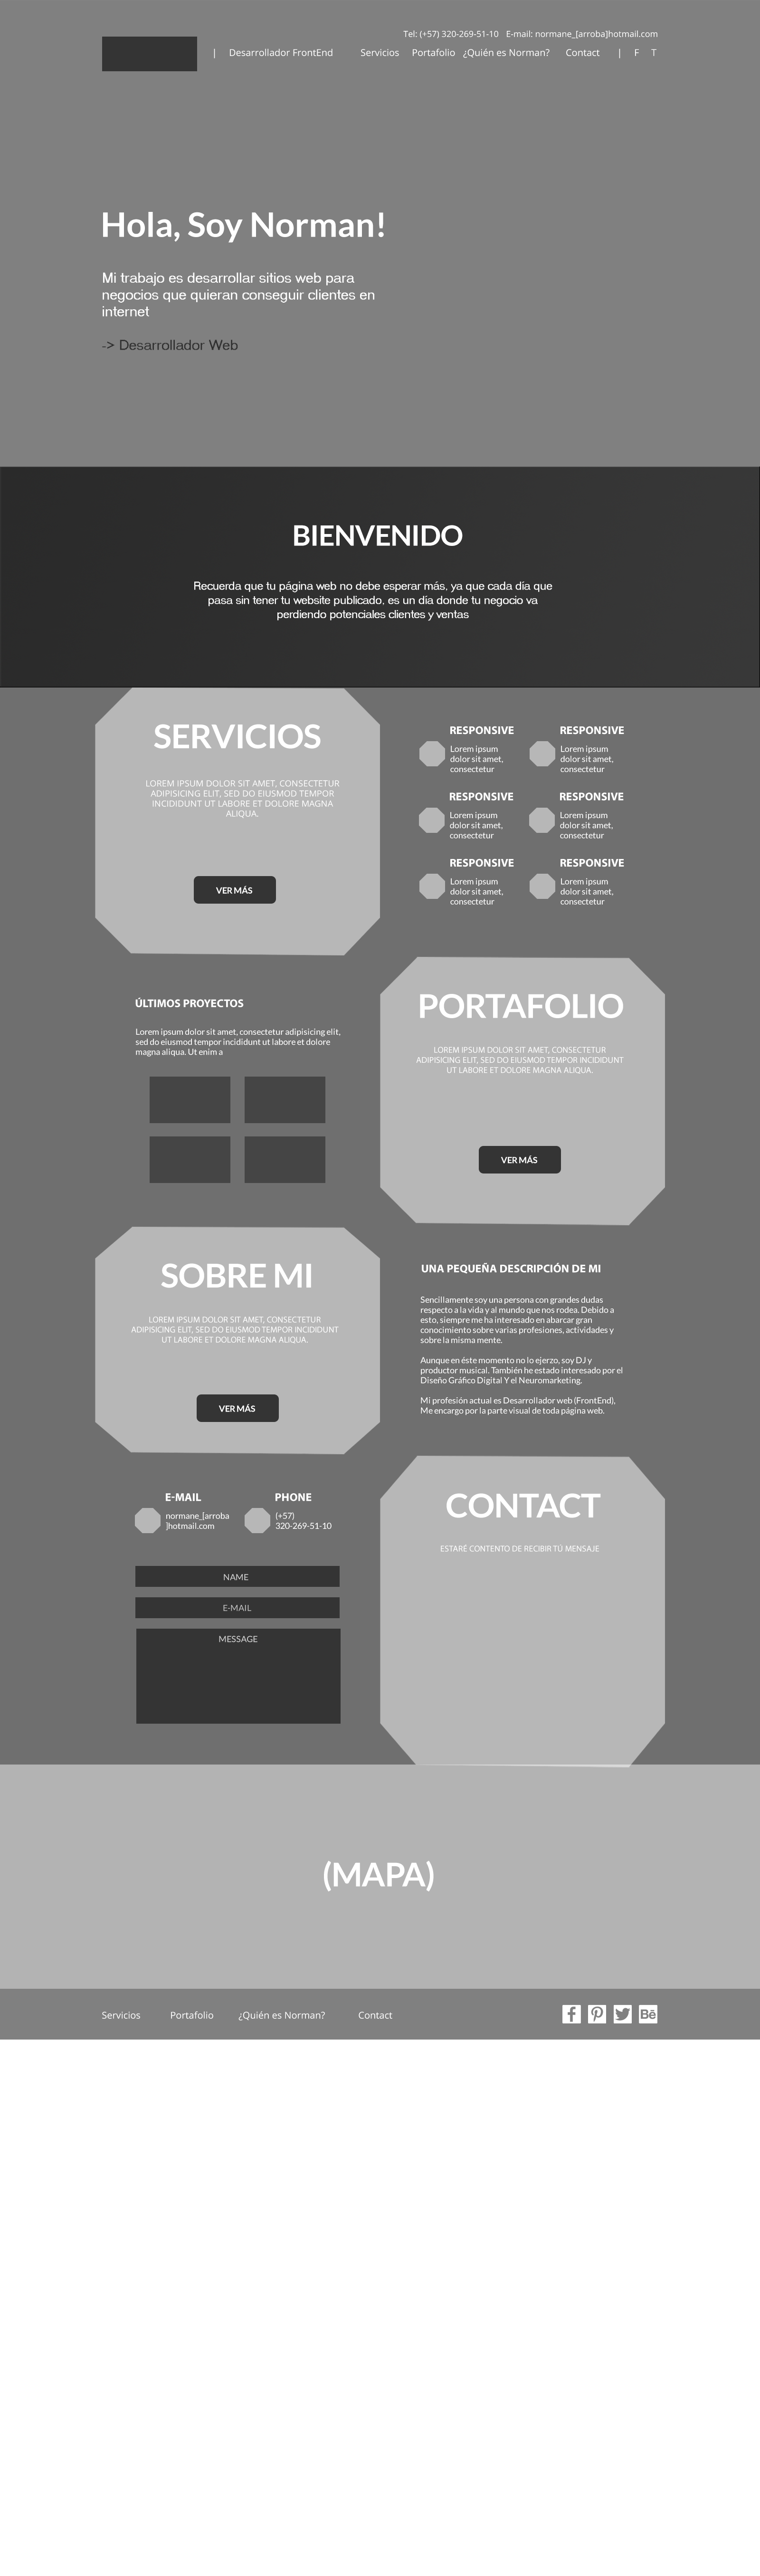 Tel: (+57) 320-269-51-10 E-mail: normane_[arroba]hotmail.com
| Desarrollador FrontEnd Servicios Portafolio ¿Quién es Norman? Contact | F T
Hola, Soy Norman!
Mi trabajo es desarrollar sitios web para
negocios que quieran conseguir clientes en
internet
-> Desarrollador Web
BIENVENIDO
Recuerda que tu página web no debe esperar más, ya que cada día que
pasa sin tener tu website publicado, es un día donde tu negocio va
perdiendo potenciales clientes y ventas
SERVICIOS
LOREM IPSUM DOLOR SIT AMET, CONSECTETUR
ADIPISICING ELIT, SED DO EIUSMOD TEMPOR
INCIDIDUNT UT LABORE ET DOLORE MAGNA
ALIQUA.
VER MÁS
RESPONSIVE
Lorem ipsum
dolor sit amet,
consectetur
RESPONSIVE
Lorem ipsum
dolor sit amet,
consectetur
RESPONSIVE
Lorem ipsum
dolor sit amet,
consectetur
RESPONSIVE
Lorem ipsum
dolor sit amet,
consectetur
RESPONSIVE
Lorem ipsum
dolor sit amet,
consectetur
RESPONSIVE
Lorem ipsum
dolor sit amet,
consectetur
ÚLTIMOS PROYECTOS
Lorem ipsum dolor sit amet, consectetur adipisicing elit,
sed do eiusmod tempor incididunt ut labore et dolore
magna aliqua. Ut enim a
PORTAFOLIO
LOREM IPSUM DOLOR SIT AMET, CONSECTETUR
ADIPISICING ELIT, SED DO EIUSMOD TEMPOR INCIDIDUNT
UT LABORE ET DOLORE MAGNA ALIQUA.
VER MÁS
SOBRE MI
LOREM IPSUM DOLOR SIT AMET, CONSECTETUR
ADIPISICING ELIT, SED DO EIUSMOD TEMPOR INCIDIDUNT
UT LABORE ET DOLORE MAGNA ALIQUA.
VER MÁS
UNA PEQUEÑA DESCRIPCIÓN DE MI
Sencillamente soy una persona con grandes dudas
respecto a la vida y al mundo que nos rodea. Debido a
esto, siempre me ha interesado en abarcar gran
conocimiento sobre varias profesiones, actividades y
sobre la misma mente.
Aunque en éste momento no lo ejerzo, soy DJ y
productor musical. También he estado interesado por el
Diseño Gráfico Digital Y el Neuromarketing.
Mi profesión actual es Desarrollador web (FrontEnd),
Me encargo por la parte visual de toda página web.
E-MAIL
normane_[arroba
]hotmail.com
PHONE
(+57)
320-269-51-10
NAME
E-MAIL
MESSAGE
CONTACT
ESTARÉ CONTENTO DE RECIBIR TÚ MENSAJE
(MAPA)
Servicios Portafolio ¿Quién es Norman? Contact
Bē